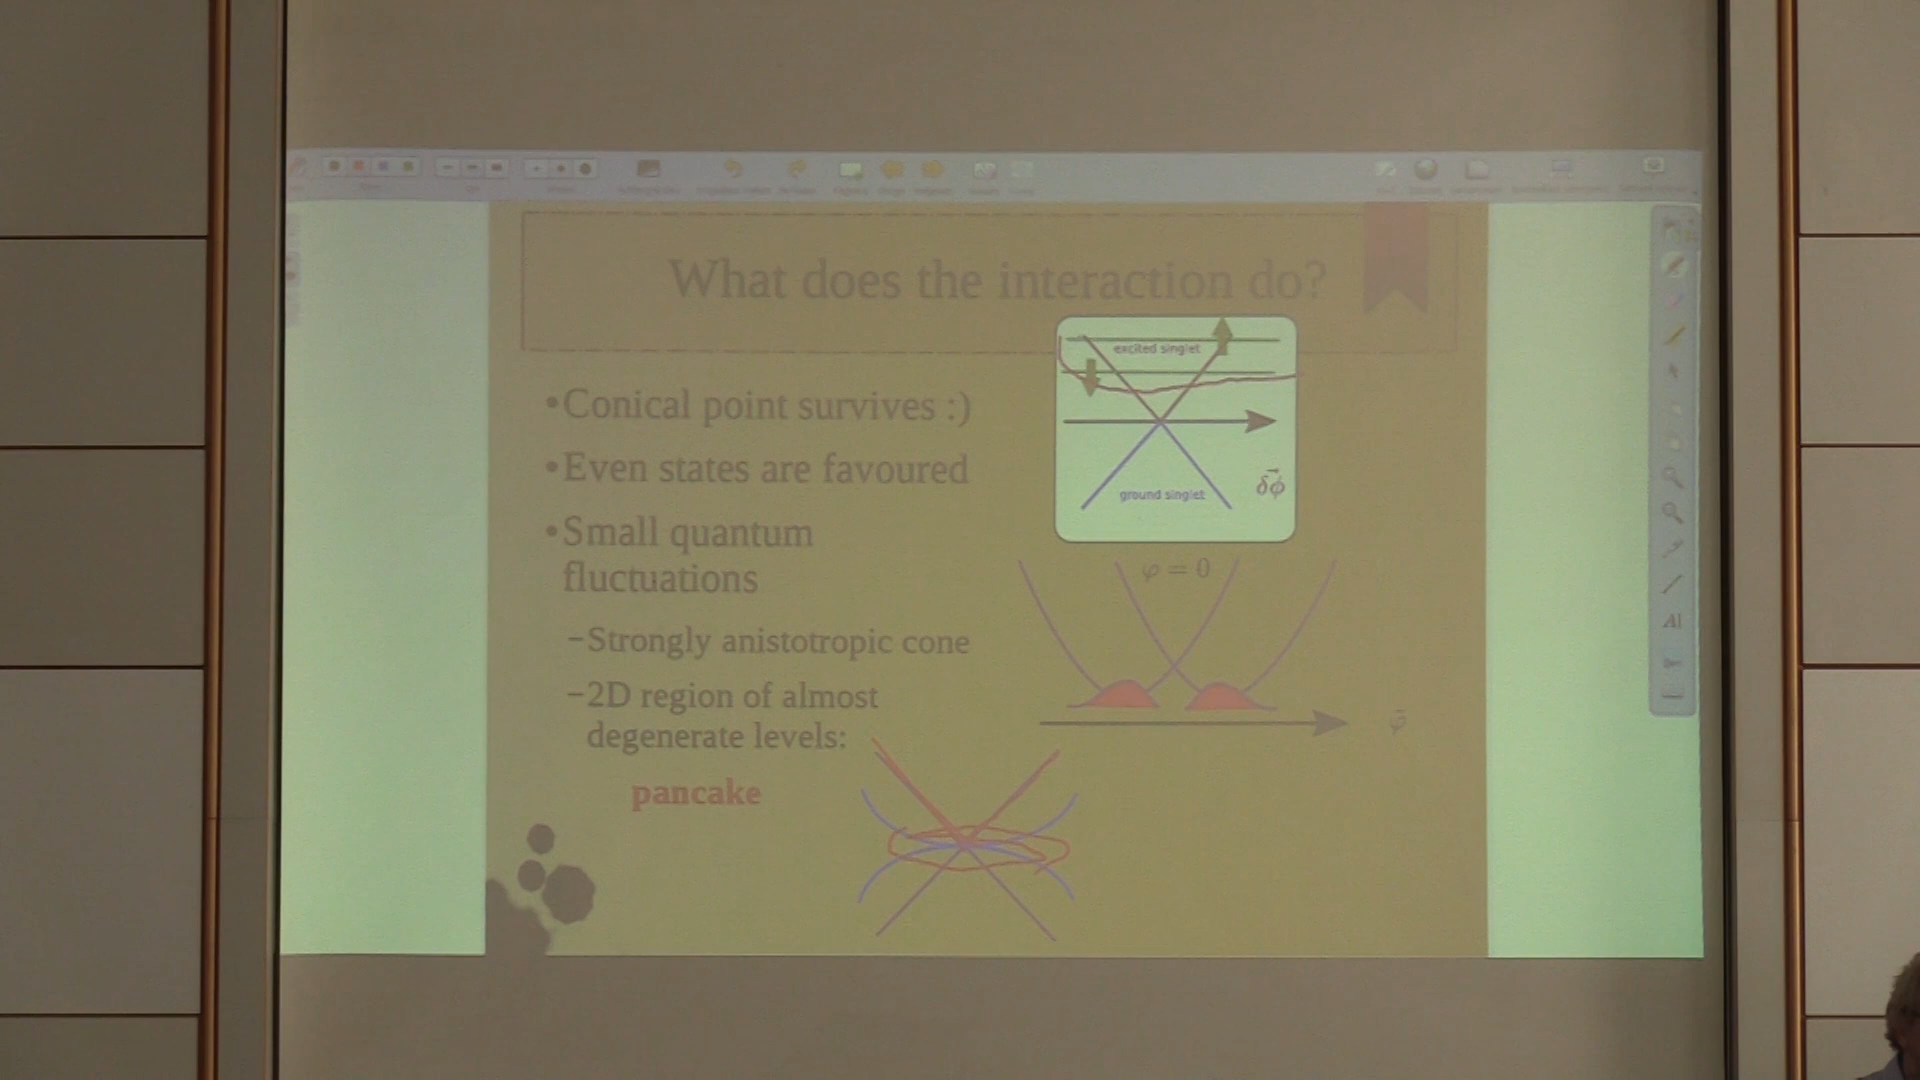 What does the interaction do?
excited singlet
•Conical point survives :)
•Even states are favoured
ground singlet
δϕ⃗
•Small quantum
fluctuations
φ = 0
−Strongly anistotropic cone
−2D region of almost
degenerate levels:
φ̄
pancake
AI